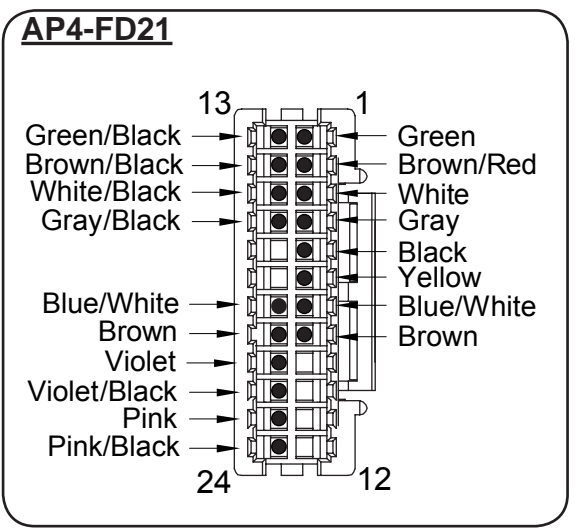 AP4-FD21
13 1
Green/Black Green
Brown/Black Brown/Red
White/Black White
Gray/Black Gray
Black
Yellow
Blue/White Blue/White
Brown Brown
Violet
Violet/Black
Pink
Pink/Black
24 12